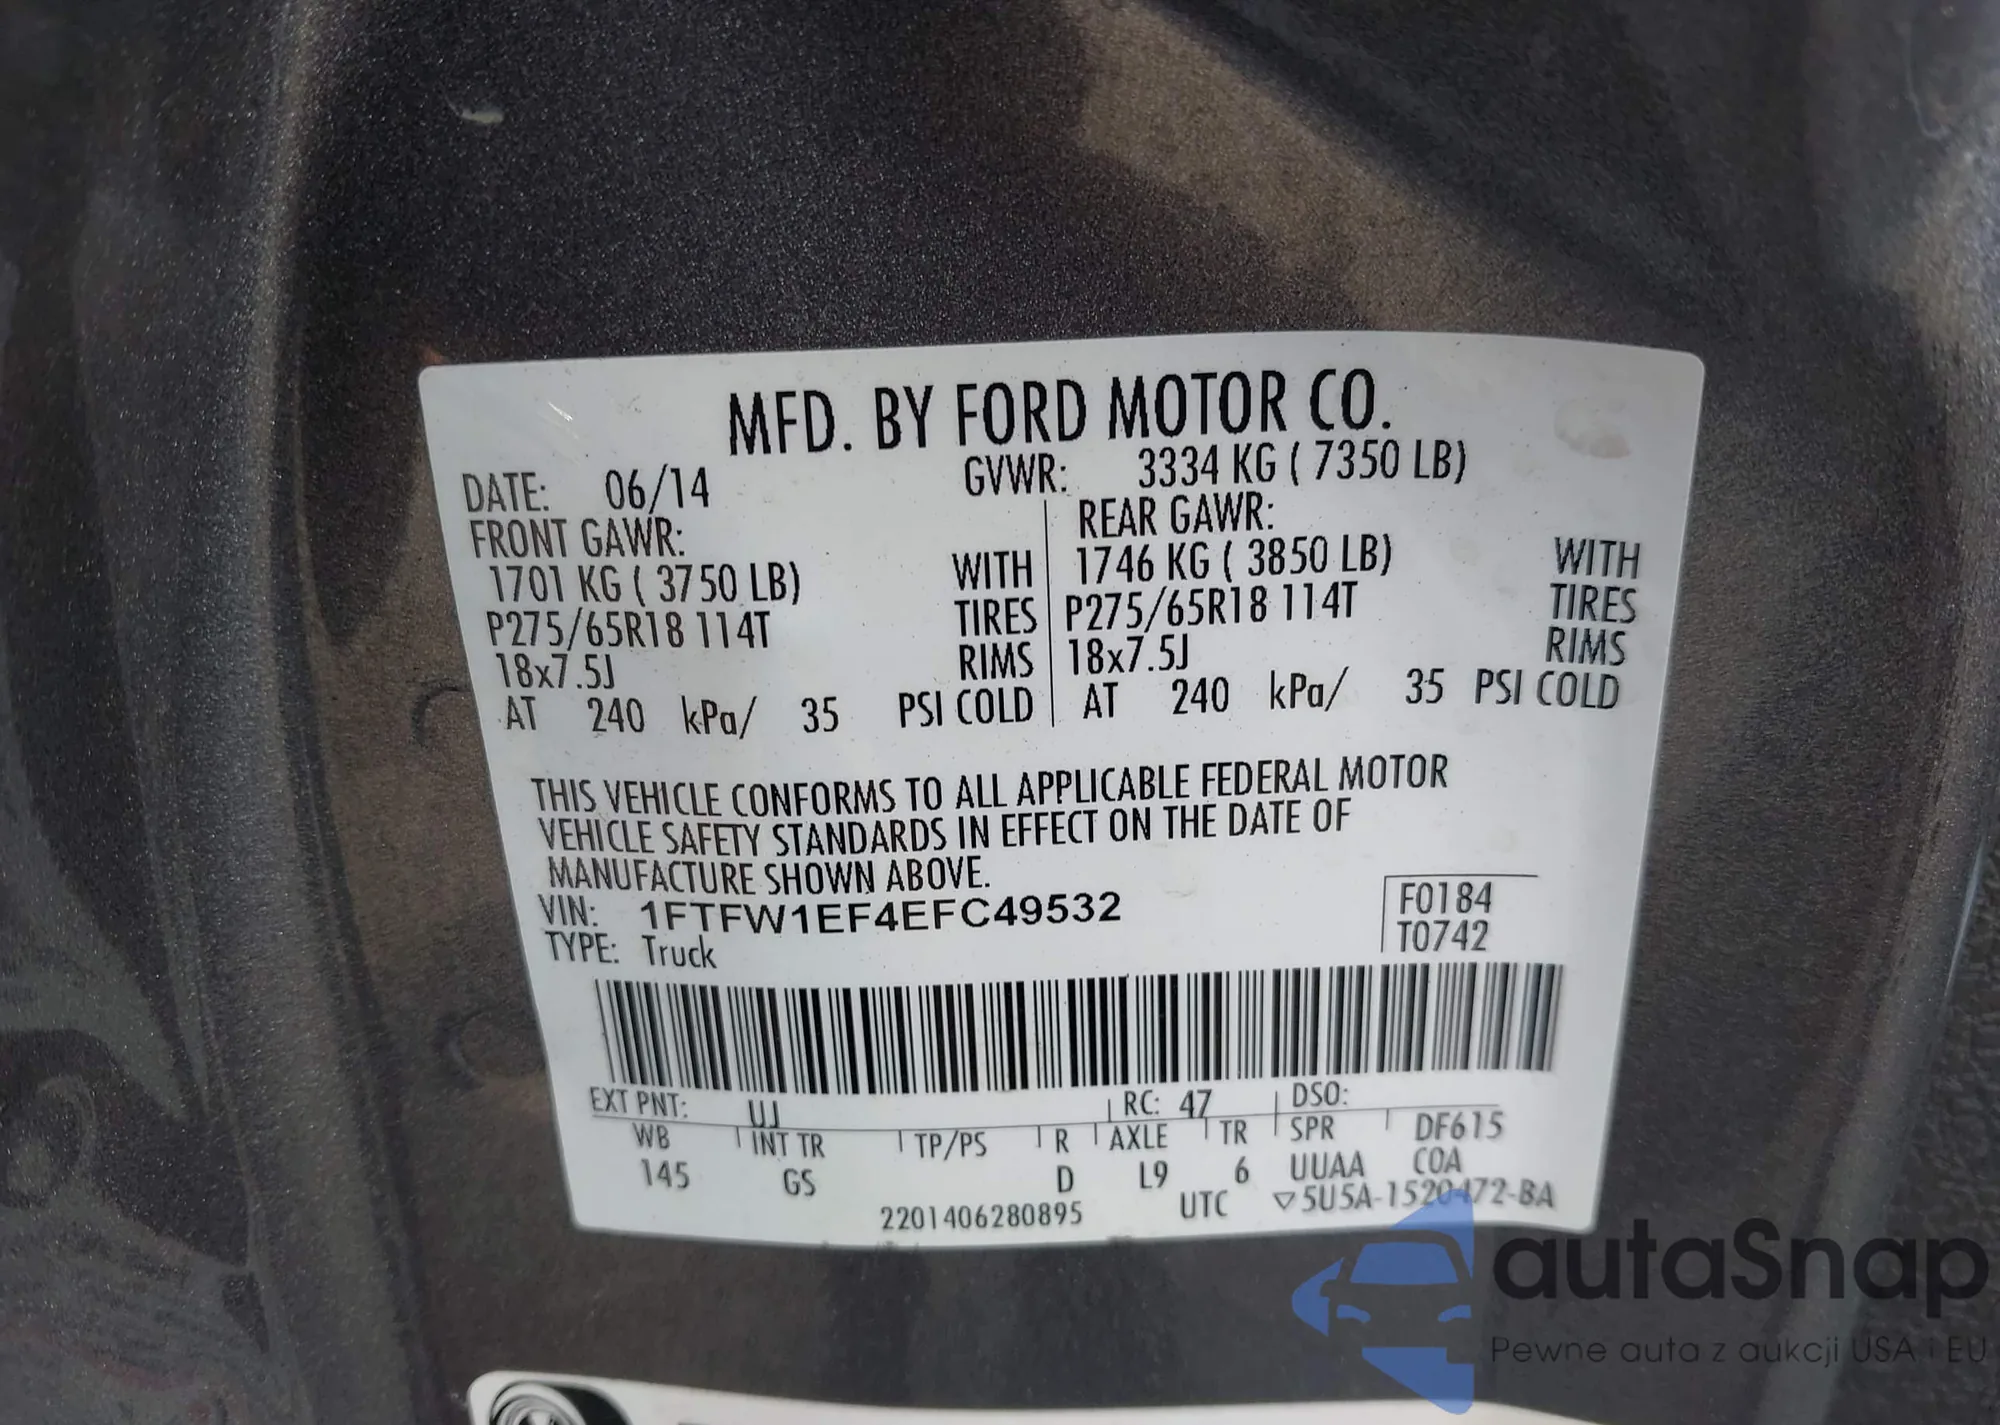 MFD. BY FORD MOTOR CO.
DATE: 06/14 GVWR: 3334 KG ( 7350 LB)
FRONT GAWR: REAR GAWR:
1701 KG ( 3750 LB) WITH 1746 KG ( 3850 LB) WITH
P275/65R18 114T TIRES P275/65R18 114T TIRES
18x7.5J RIMS 18x7.5J RIMS
AT 240 kPa/ 35 PSI COLD AT 240 kPa/ 35 PSI COLD
THIS VEHICLE CONFORMS TO ALL APPLICABLE FEDERAL MOTOR
VEHICLE SAFETY STANDARDS IN EFFECT ON THE DATE OF
MANUFACTURE SHOWN ABOVE.
VIN: 1FTFW1EF4EFC49532 F0184
TYPE: Truck T0742
EXT PNT: UJ RC: 47 DSO:
WB INT TR TP/PS R AXLE TR SPR DF615
145 GS D L9 6 UUAA COA
2201406280895 UTC ▽5U5A-1520472-BA
autaSnap
Pewne auta z aukcji USA i EU